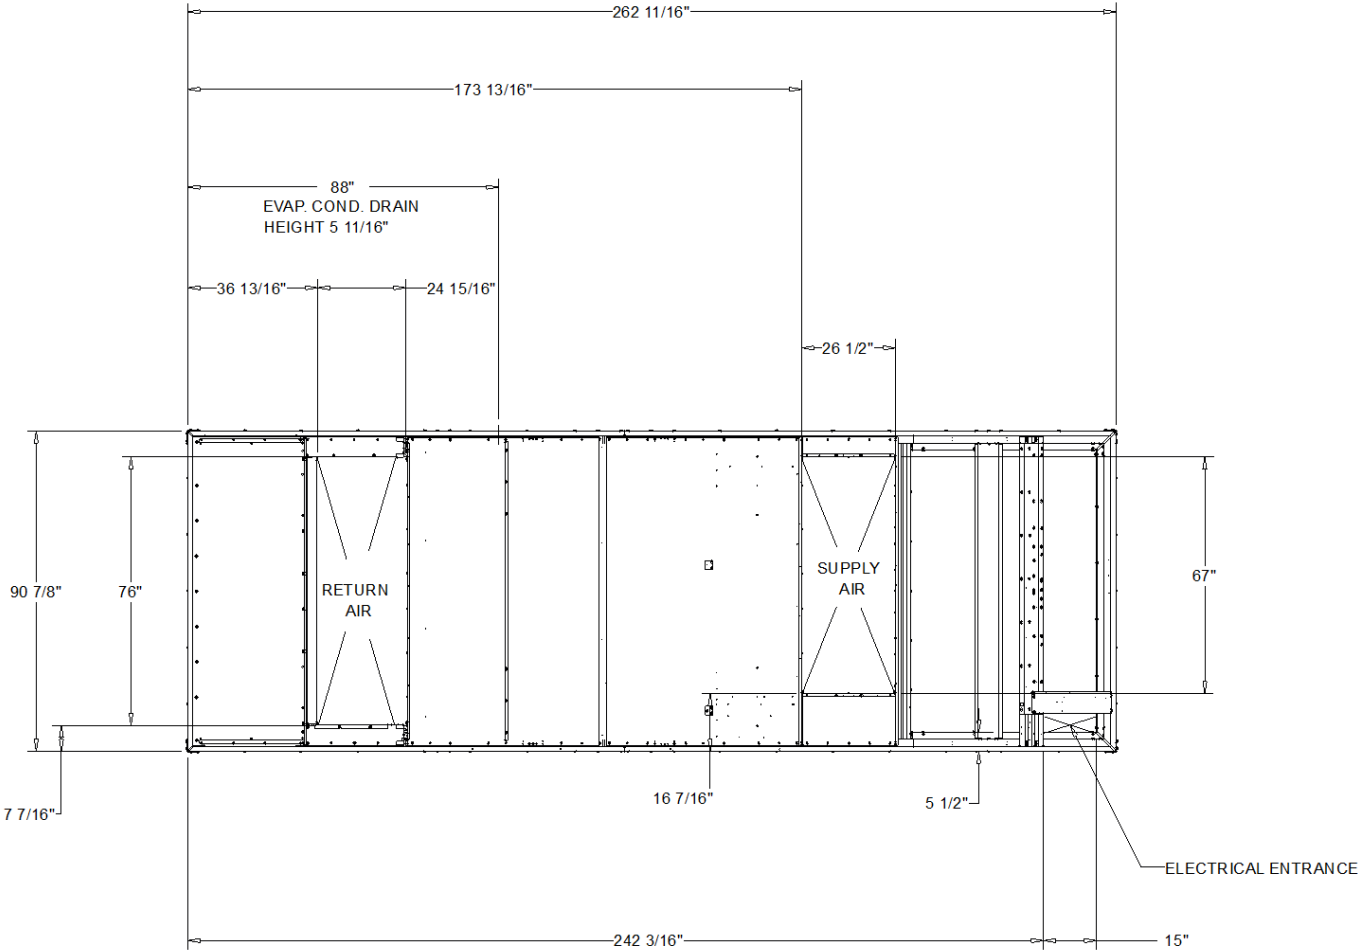 262 11/16"
173 13/16"
88"
EVAP. COND. DRAIN
HEIGHT 5 11/16"
36 13/16"
24 15/16"
26 1/2"
90 7/8"
76"
RETURN
AIR
SUPPLY
AIR
67"
7 7/16"
16 7/16"
5 1/2"
ELECTRICAL ENTRANCE
242 3/16"
15"